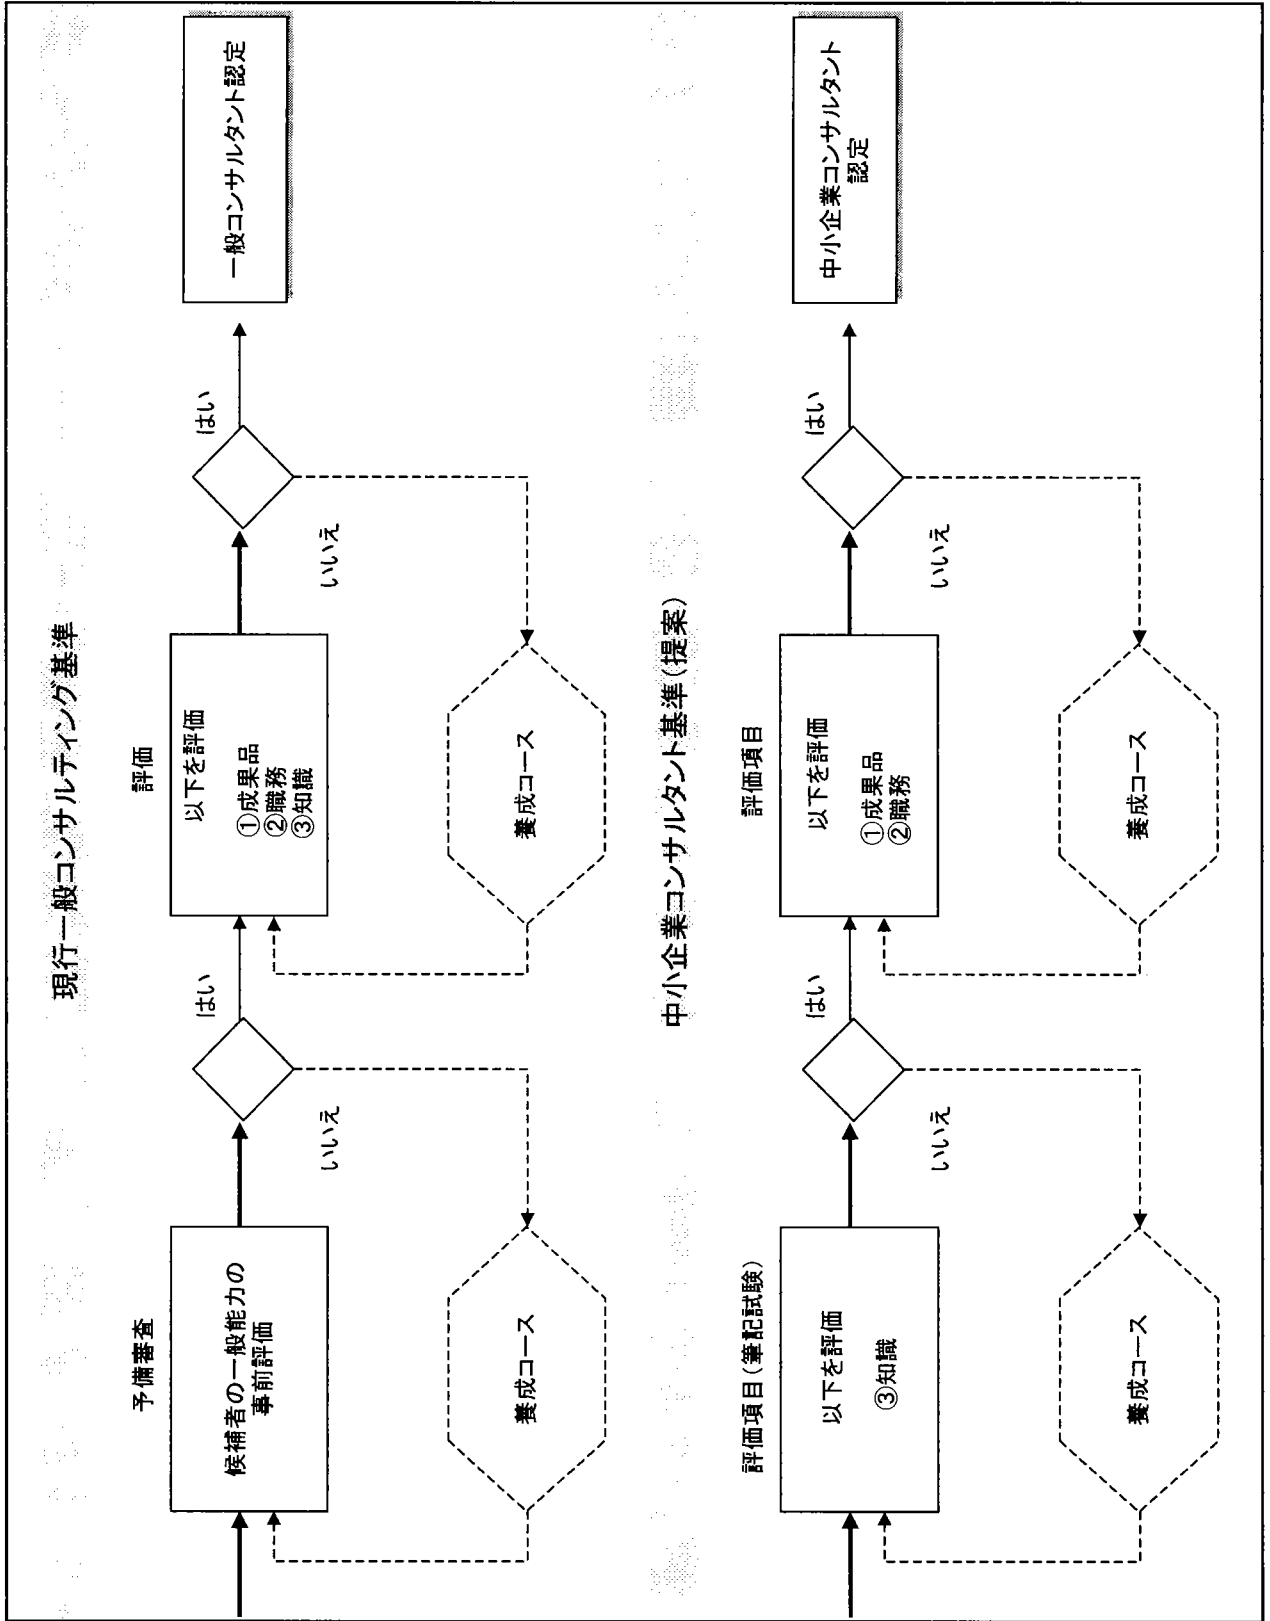 現行一般コンサルティング基準
予備審査
候補者の一般能力の
事前評価
いいえ
はい
養成コース
評価
以下を評価
①成果品
②職務
③知識
いいえ
はい
養成コース
一般コンサルタント認定
中小企業コンサルタント基準(提案)
評価項目(筆記試験)
以下を評価
③知識
いいえ
はい
養成コース
評価項目
以下を評価
①成果品
②職務
いいえ
はい
養成コース
中小企業コンサルタント
認定